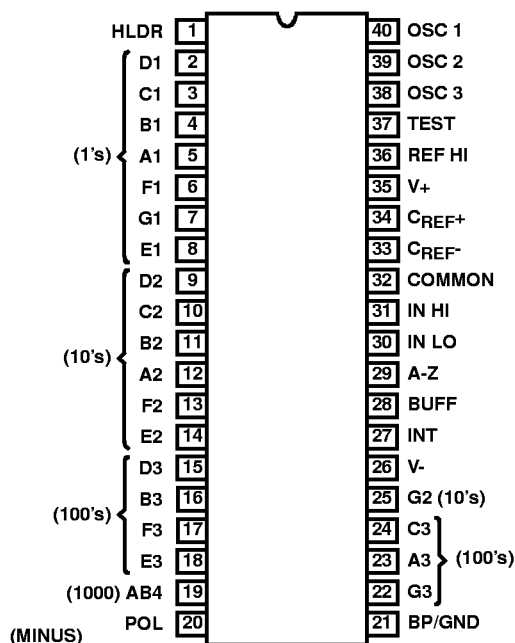 HLDR 1 40 OSC 1
D1 2 39 OSC 2
C1 3 38 OSC 3
B1 4 37 TEST
(1's) A1 5 36 REF HI
F1 6 35 V+
G1 7 34 CREF+
E1 8 33 CREF-
D2 9 32 COMMON
C2 10 31 IN HI
B2 11 30 IN LO
(10's) A2 12 29 A-Z
F2 13 28 BUFF
E2 14 27 INT
D3 15 26 V-
B3 16 25 G2 (10's)
(100's) F3 17 24 C3
E3 18 23 A3 (100's)
(1000) AB4 19 22 G3
(MINUS) POL 20 21 BP/GND